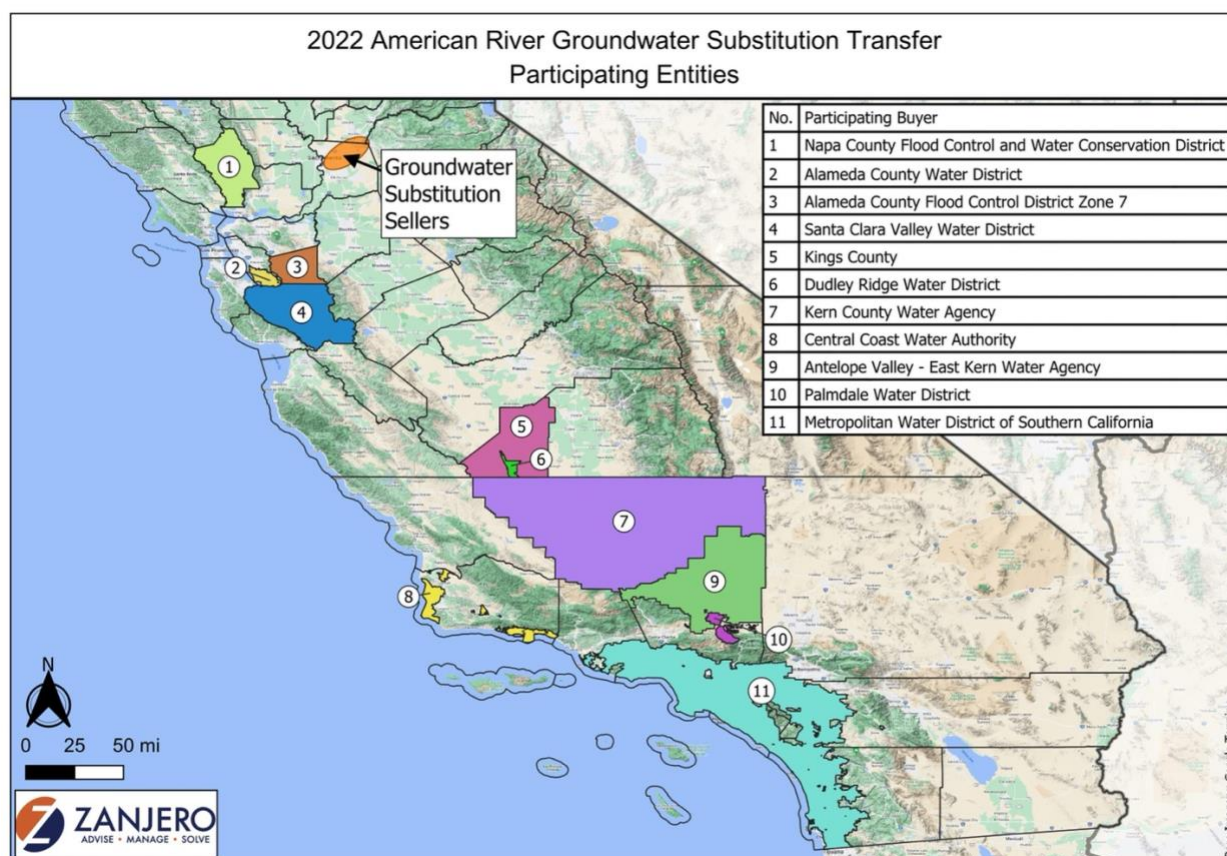 2022 American River Groundwater Substitution Transfer
Participating Entities
No. Participating Buyer
1 Napa County Flood Control and Water Conservation District
2 Alameda County Water District
3 Alameda County Flood Control District Zone 7
4 Santa Clara Valley Water District
5 Kings County
6 Dudley Ridge Water District
7 Kern County Water Agency
8 Central Coast Water Authority
9 Antelope Valley - East Kern Water Agency
10 Palmdale Water District
11 Metropolitan Water District of Southern California
Groundwater
Substitution
Sellers
1
2
3
4
5
6
7
8
9
10
11
N
0 25 50 mi
ZANJERO
ADVISE • MANAGE • SOLVE